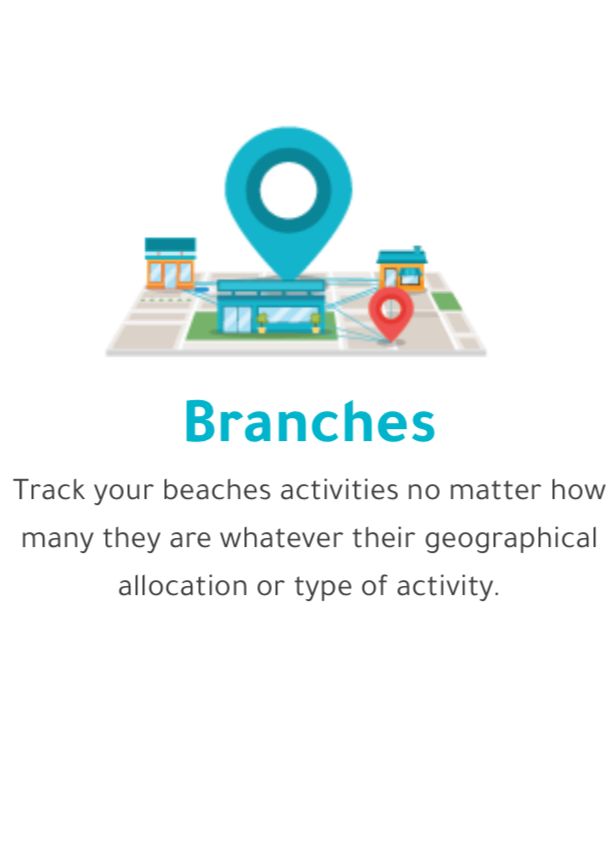 Branches
Track your beaches activities no matter how
many they are whatever their geographical
allocation or type of activity.